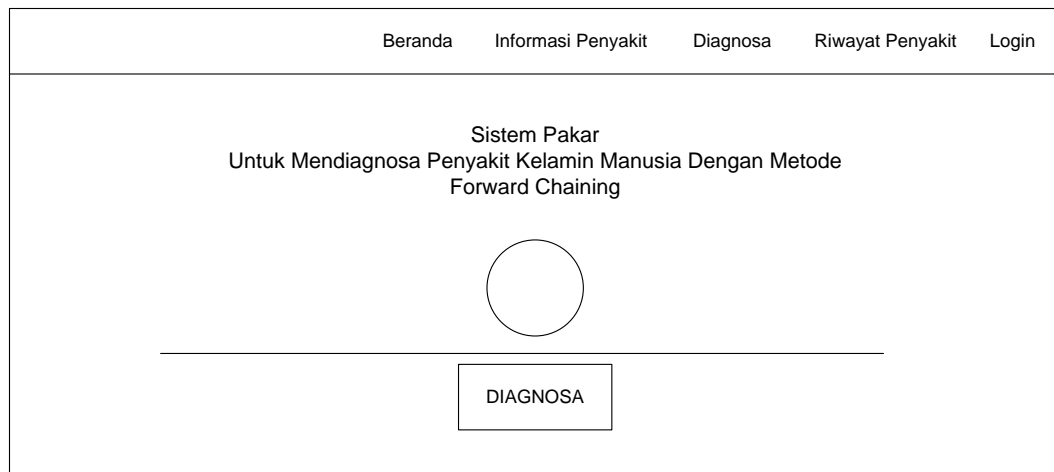 Beranda Informasi Penyakit Diagnosa Riwayat Penyakit Login
Sistem Pakar
Untuk Mendiagnosa Penyakit Kelamin Manusia Dengan Metode
Forward Chaining
DIAGNOSA